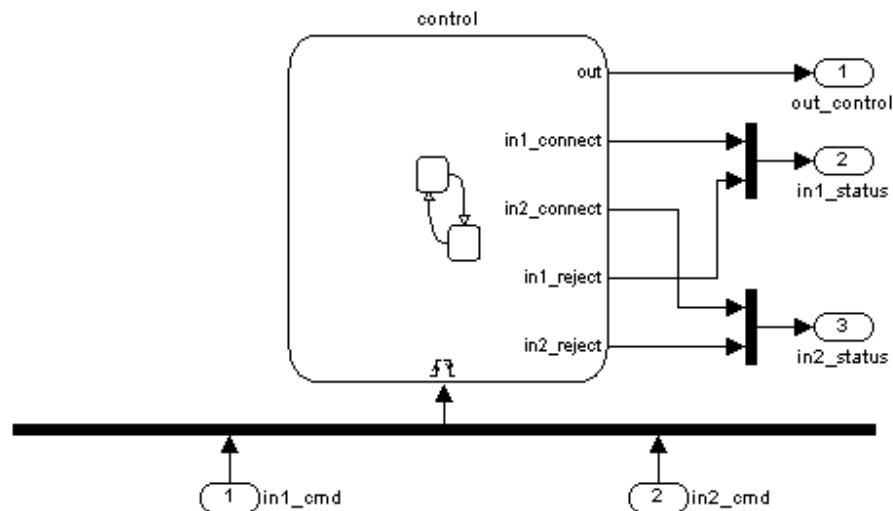 control
out
1
out_control
in1_connect
2
in1_status
in2_connect
in1_reject
3
in2_status
in2_reject
1
in1_cmd
2
in2_cmd